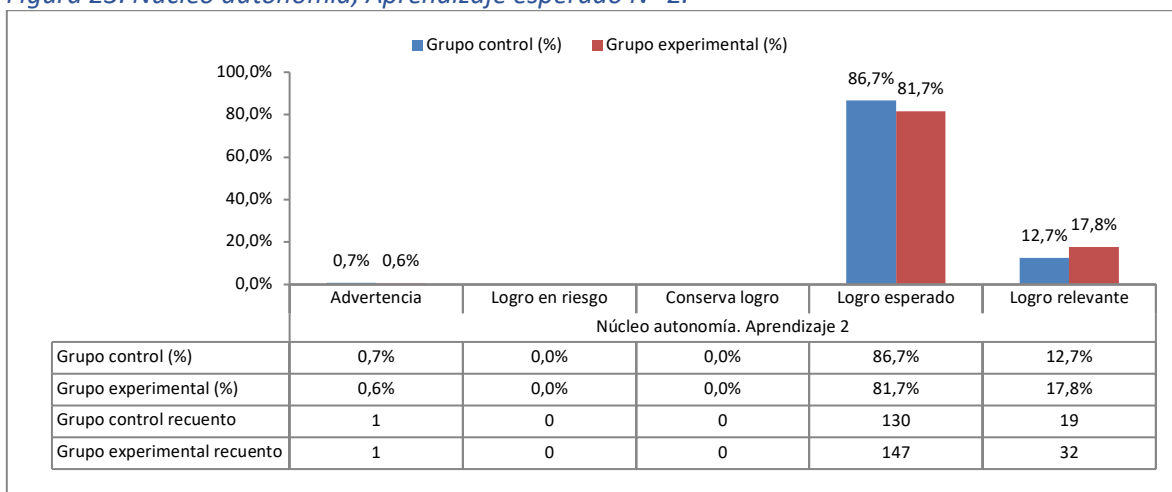 Figura 25. Núcleo autonomía, Aprendizaje esperado N° 2.
Grupo control (%) Grupo experimental (%)
100,0%
80,0%
60,0%
40,0%
20,0%
0,0%
0,7% 0,6%
86,7% 81,7%
12,7% 17,8%
Advertencia Logro en riesgo Conserva logro Logro esperado Logro relevante
Núcleo autonomía. Aprendizaje 2
Grupo control (%) 0,7% 0,0% 0,0% 86,7% 12,7%
Grupo experimental (%) 0,6% 0,0% 0,0% 81,7% 17,8%
Grupo control recuento 1 0 0 130 19
Grupo experimental recuento 1 0 0 147 32